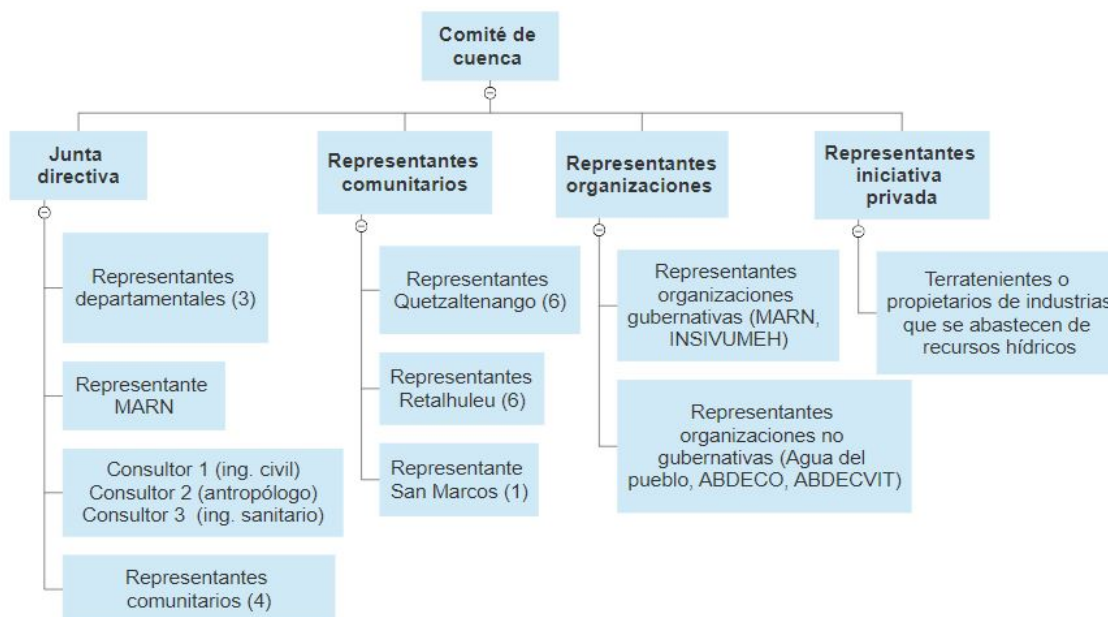 Comité de
cuenca
Junta
directiva
Representantes
departamentales (3)
Representante
MARN
Consultor 1 (ing. civil)
Consultor 2 (antropólogo)
Consultor 3 (ing. sanitario)
Representantes
comunitarios (4)
Representantes
comunitarios
Representantes
Quetzaltenango (6)
Representantes
Retalhuleu (6)
Representante
San Marcos (1)
Representantes
organizaciones
Representantes
organizaciones
gubernativas (MARN,
INSIVUMEH)
Representantes
organizaciones no
gubernativas (Agua del
pueblo, ABDECO, ABDECVIT)
Representantes
iniciativa
privada
Terratenientes o
propietarios de industrias
que se abastecen de
recursos hídricos